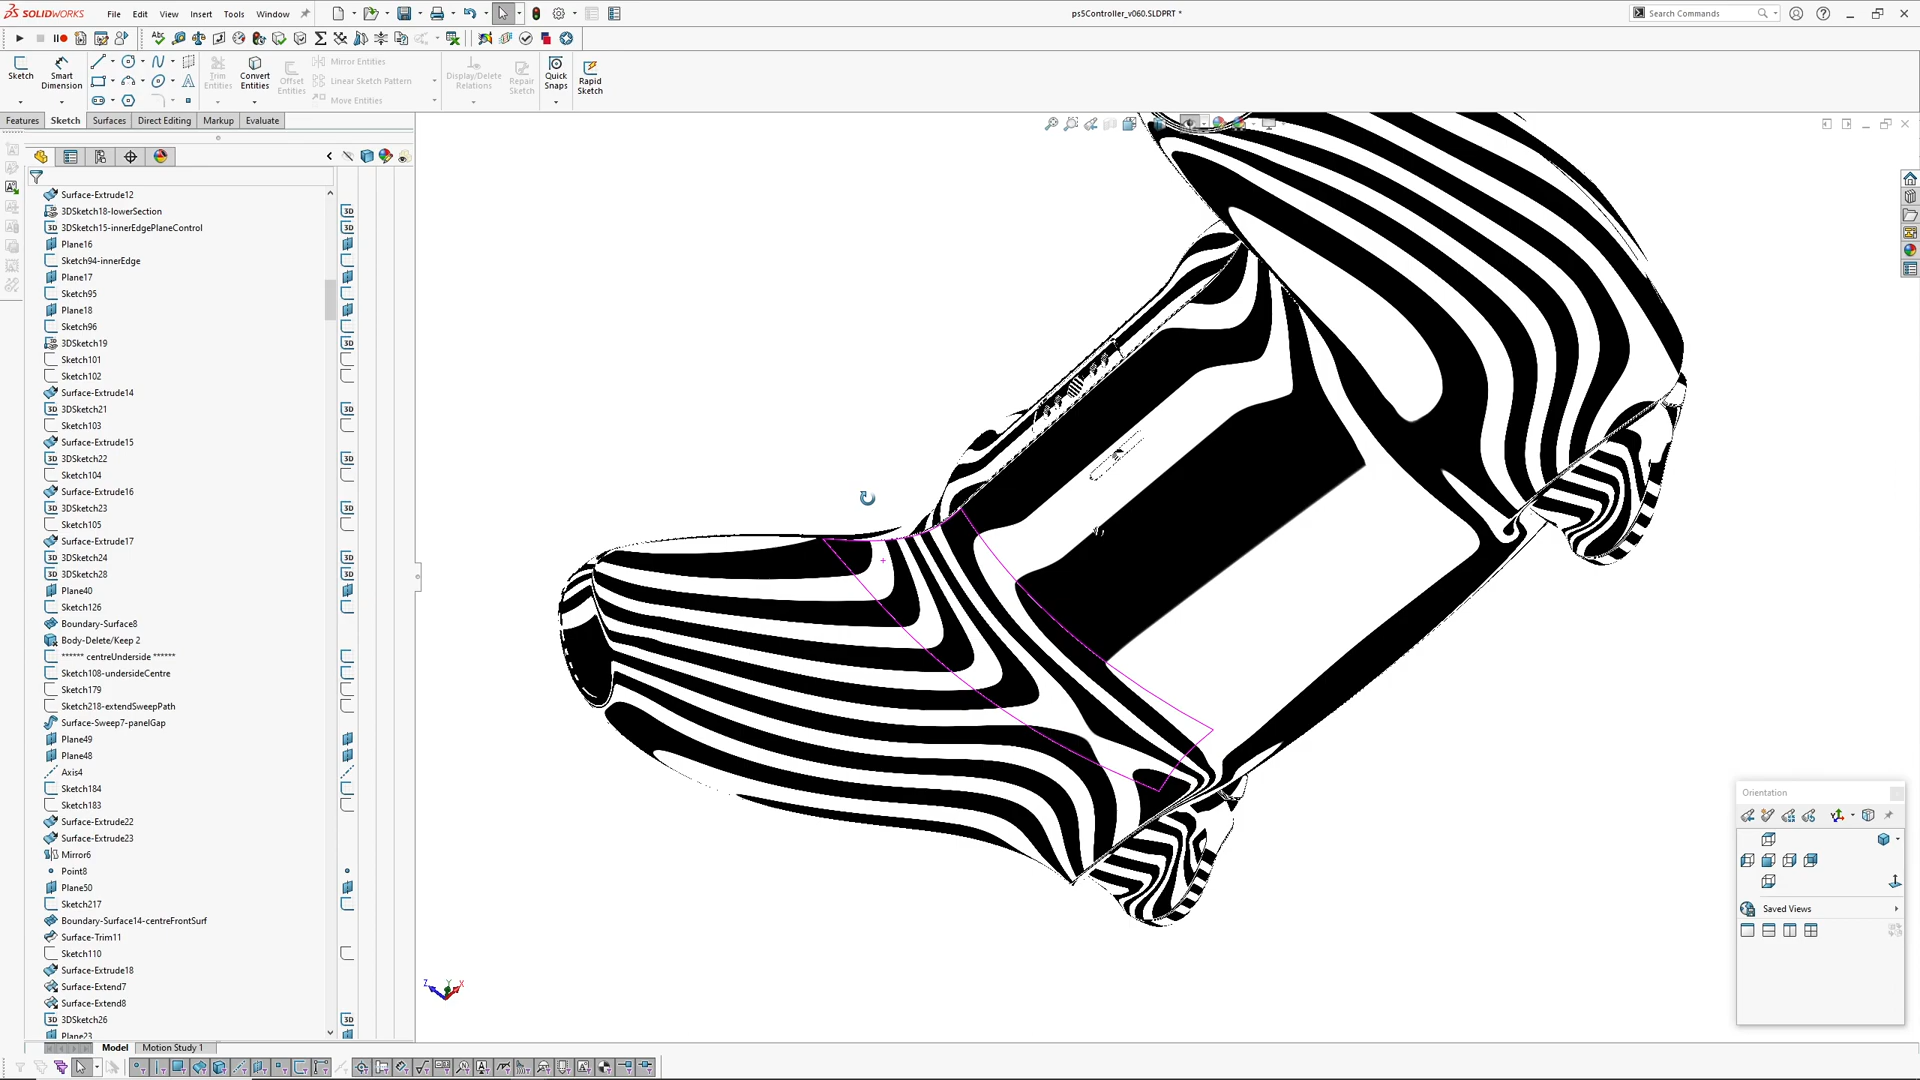 SOLIDWORKS File Edit View Insert Tools Window ps5Controller_v060.SLDPRT * Search Commands
Sketch Smart Dimension Trim Entities Convert Entities Offset Entities Mirror Entities Linear Sketch Pattern Move Entities Display/Delete Relations Repair Sketch Quick Snaps Rapid Sketch
Features Sketch Surfaces Direct Editing Markup Evaluate
Surface-Extrude12
3DSketch18-lowerSection
3DSketch15-innerEdgePlaneControl
Plane16
Sketch94-innerEdge
Plane17
Sketch95
Plane18
Sketch96
3DSketch19
Sketch101
Sketch102
Surface-Extrude14
3DSketch21
Sketch103
Surface-Extrude15
3DSketch22
Sketch104
Surface-Extrude16
3DSketch23
Sketch105
Surface-Extrude17
3DSketch24
3DSketch28
Plane40
Sketch126
Boundary-Surface8
Body-Delete/Keep 2
****** centreUnderside ******
Sketch108-undersideCentre
Sketch179
Sketch218-extendSweepPath
Surface-Sweep7-panelGap
Plane49
Plane48
Axis4
Sketch184
Sketch183
Surface-Extrude22
Surface-Extrude23
Mirror6
Point8
Plane50
Sketch217
Boundary-Surface14-centreFrontSurf
Surface-Trim11
Sketch110
Surface-Extrude18
Surface-Extend7
Surface-Extend8
3DSketch26
Plane23
Z Y X
Orientation
Saved Views
Model Motion Study 1